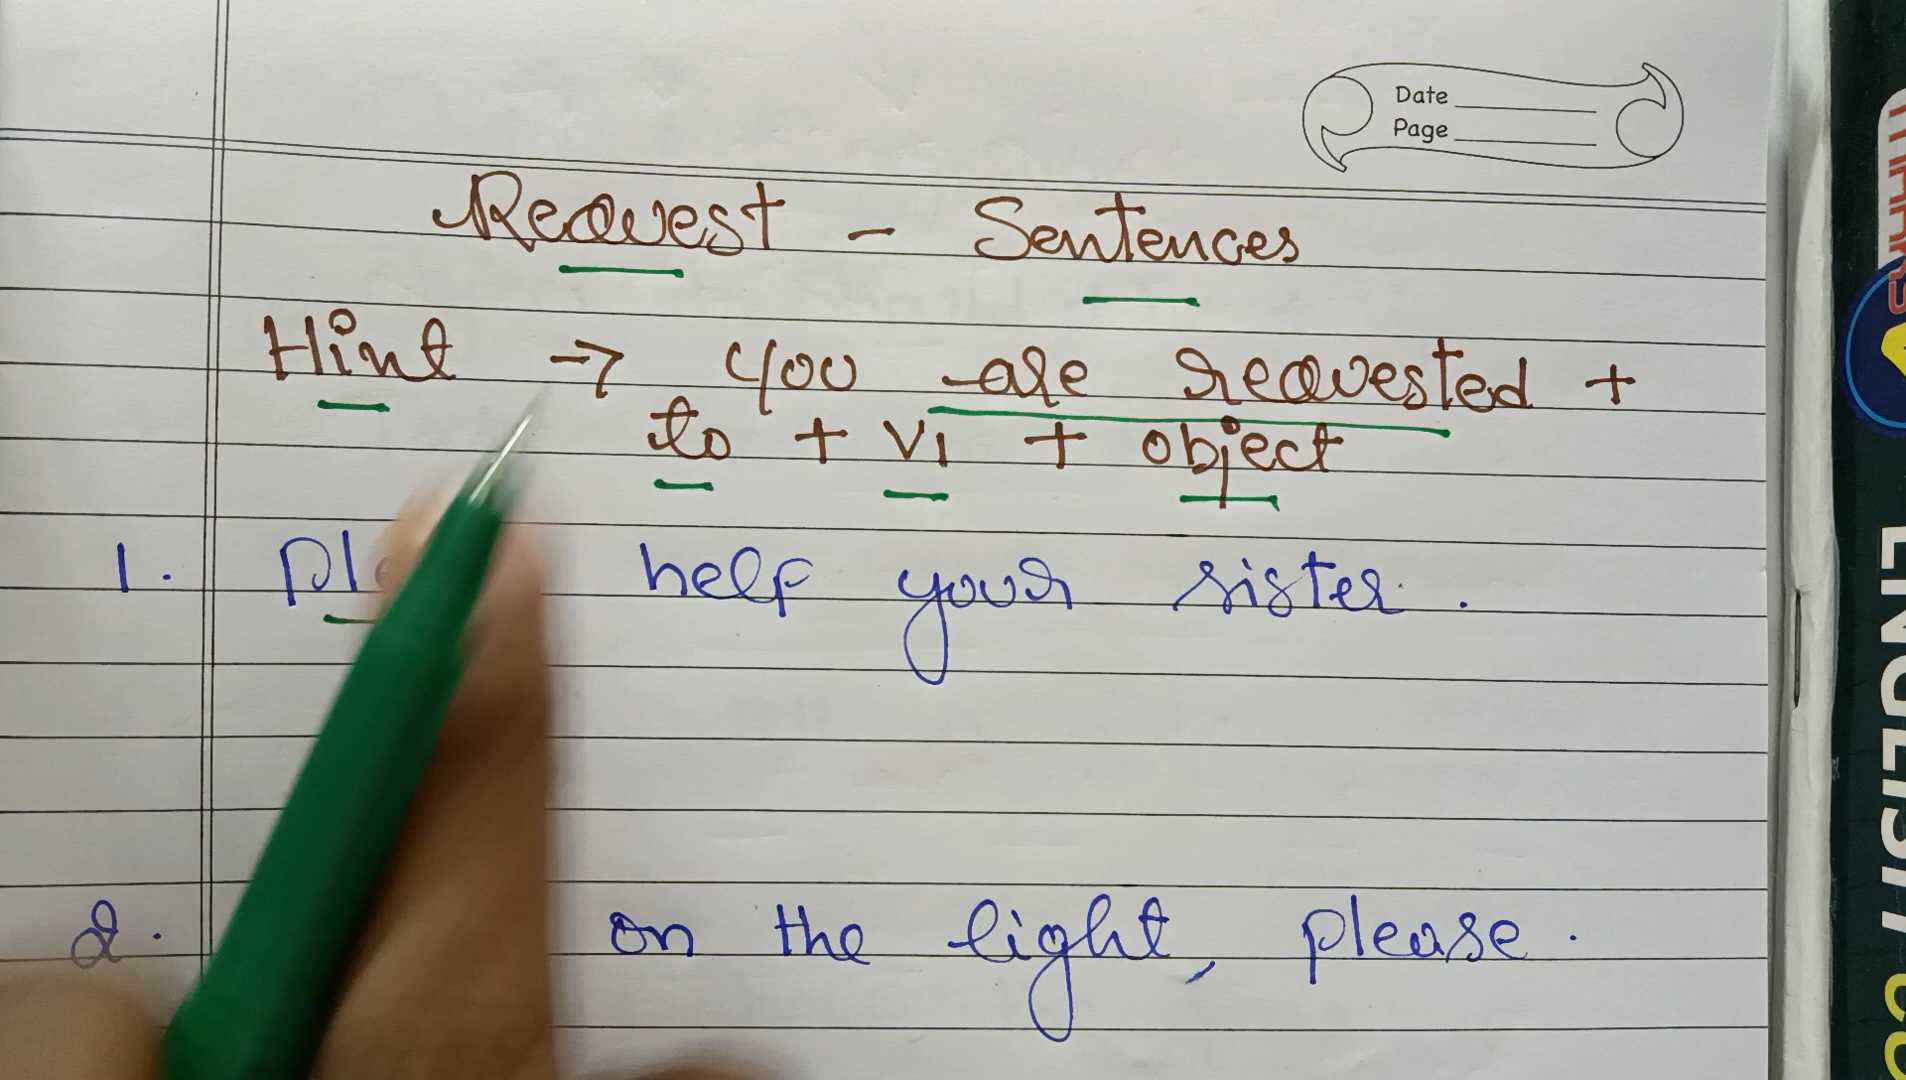 Date
Page
Request - Sentences
Hint → You are requested +
to + V1 + object
1. help your sister.
2. on the light, please.
ENGLISH